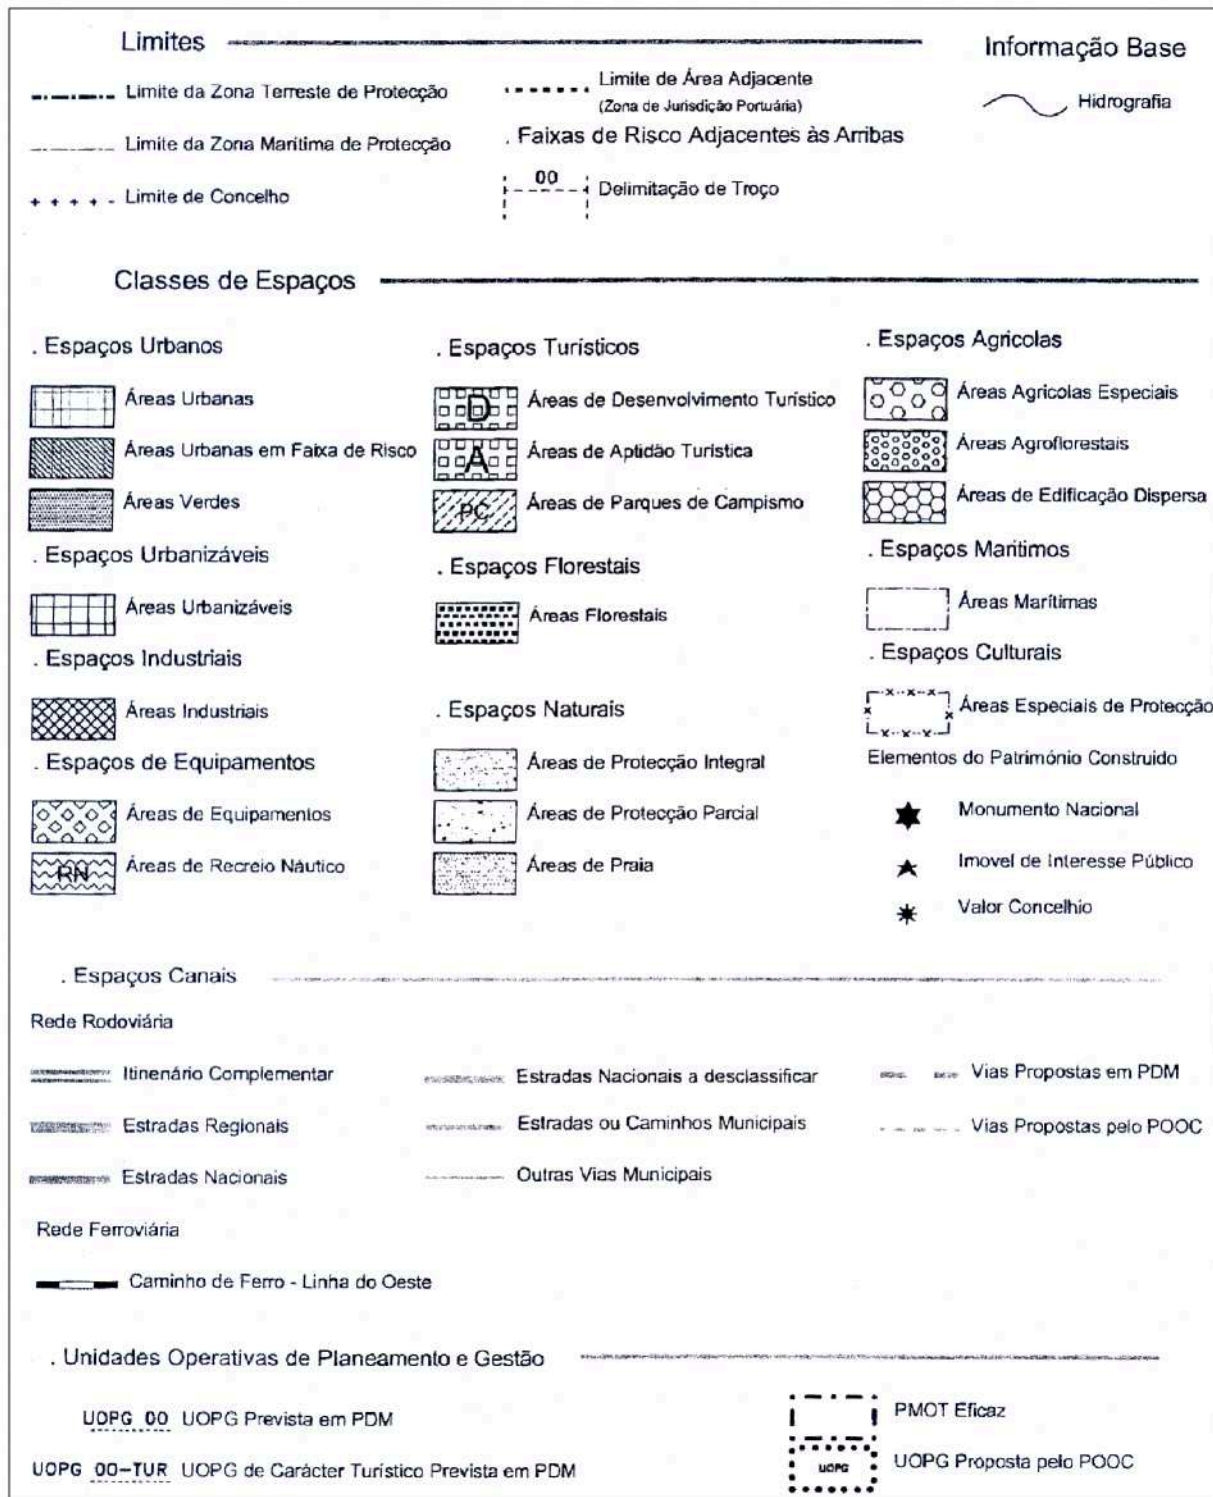 Limites
Informação Base
Limite da Zona Terreste de Protecção
Limite de Área Adjacente
(Zona de Jurisdição Portuária)
Hidrografia
Limite da Zona Marítima de Protecção
. Faixas de Risco Adjacentes às Arribas
Limite de Concelho
00
Delimitação de Troço
Classes de Espaços
. Espaços Urbanos
Áreas Urbanas
Áreas Urbanas em Faixa de Risco
Áreas Verdes
. Espaços Urbanizáveis
Áreas Urbanizáveis
. Espaços Industriais
Áreas Industriais
. Espaços de Equipamentos
Áreas de Equipamentos
RN
Áreas de Recreio Náutico
. Espaços Turísticos
D
Áreas de Desenvolvimento Turístico
A
Áreas de Aptidão Turística
PC
Áreas de Parques de Campismo
. Espaços Florestais
Áreas Florestais
. Espaços Naturais
Áreas de Protecção Integral
Áreas de Protecção Parcial
Áreas de Praia
. Espaços Agricolas
Áreas Agricolas Especiais
Áreas Agroflorestais
Áreas de Edificação Dispersa
. Espaços Maritimos
Áreas Marítimas
. Espaços Culturais
Áreas Especiais de Protecção
Elementos do Património Construido
Monumento Nacional
Imovel de Interesse Público
Valor Concelhio
. Espaços Canais
Rede Rodoviária
Itinenário Complementar
Estradas Regionais
Estradas Nacionais
Estradas Nacionais a desclassificar
Estradas ou Caminhos Municipais
Outras Vias Municipais
Vias Propostas em PDM
Vias Propostas pelo POOC
Rede Ferroviária
Caminho de Ferro - Linha do Oeste
. Unidades Operativas de Planeamento e Gestão
UOPG 00 UOPG Prevista em PDM
UOPG 00-TUR UOPG de Carácter Turístico Prevista em PDM
PMOT Eficaz
UOPG
UOPG Proposta pelo POOC